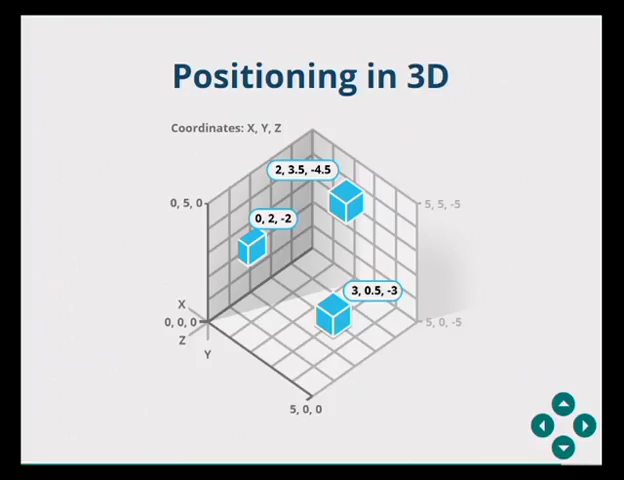 Positioning in 3D
Coordinates: X, Y, Z
2, 3.5, -4.5
0, 5, 0
5, 5, -5
0, 2, -2
3, 0.5, -3
X
0, 0, 0
5, 0, -5
Z
Y
5, 0, 0